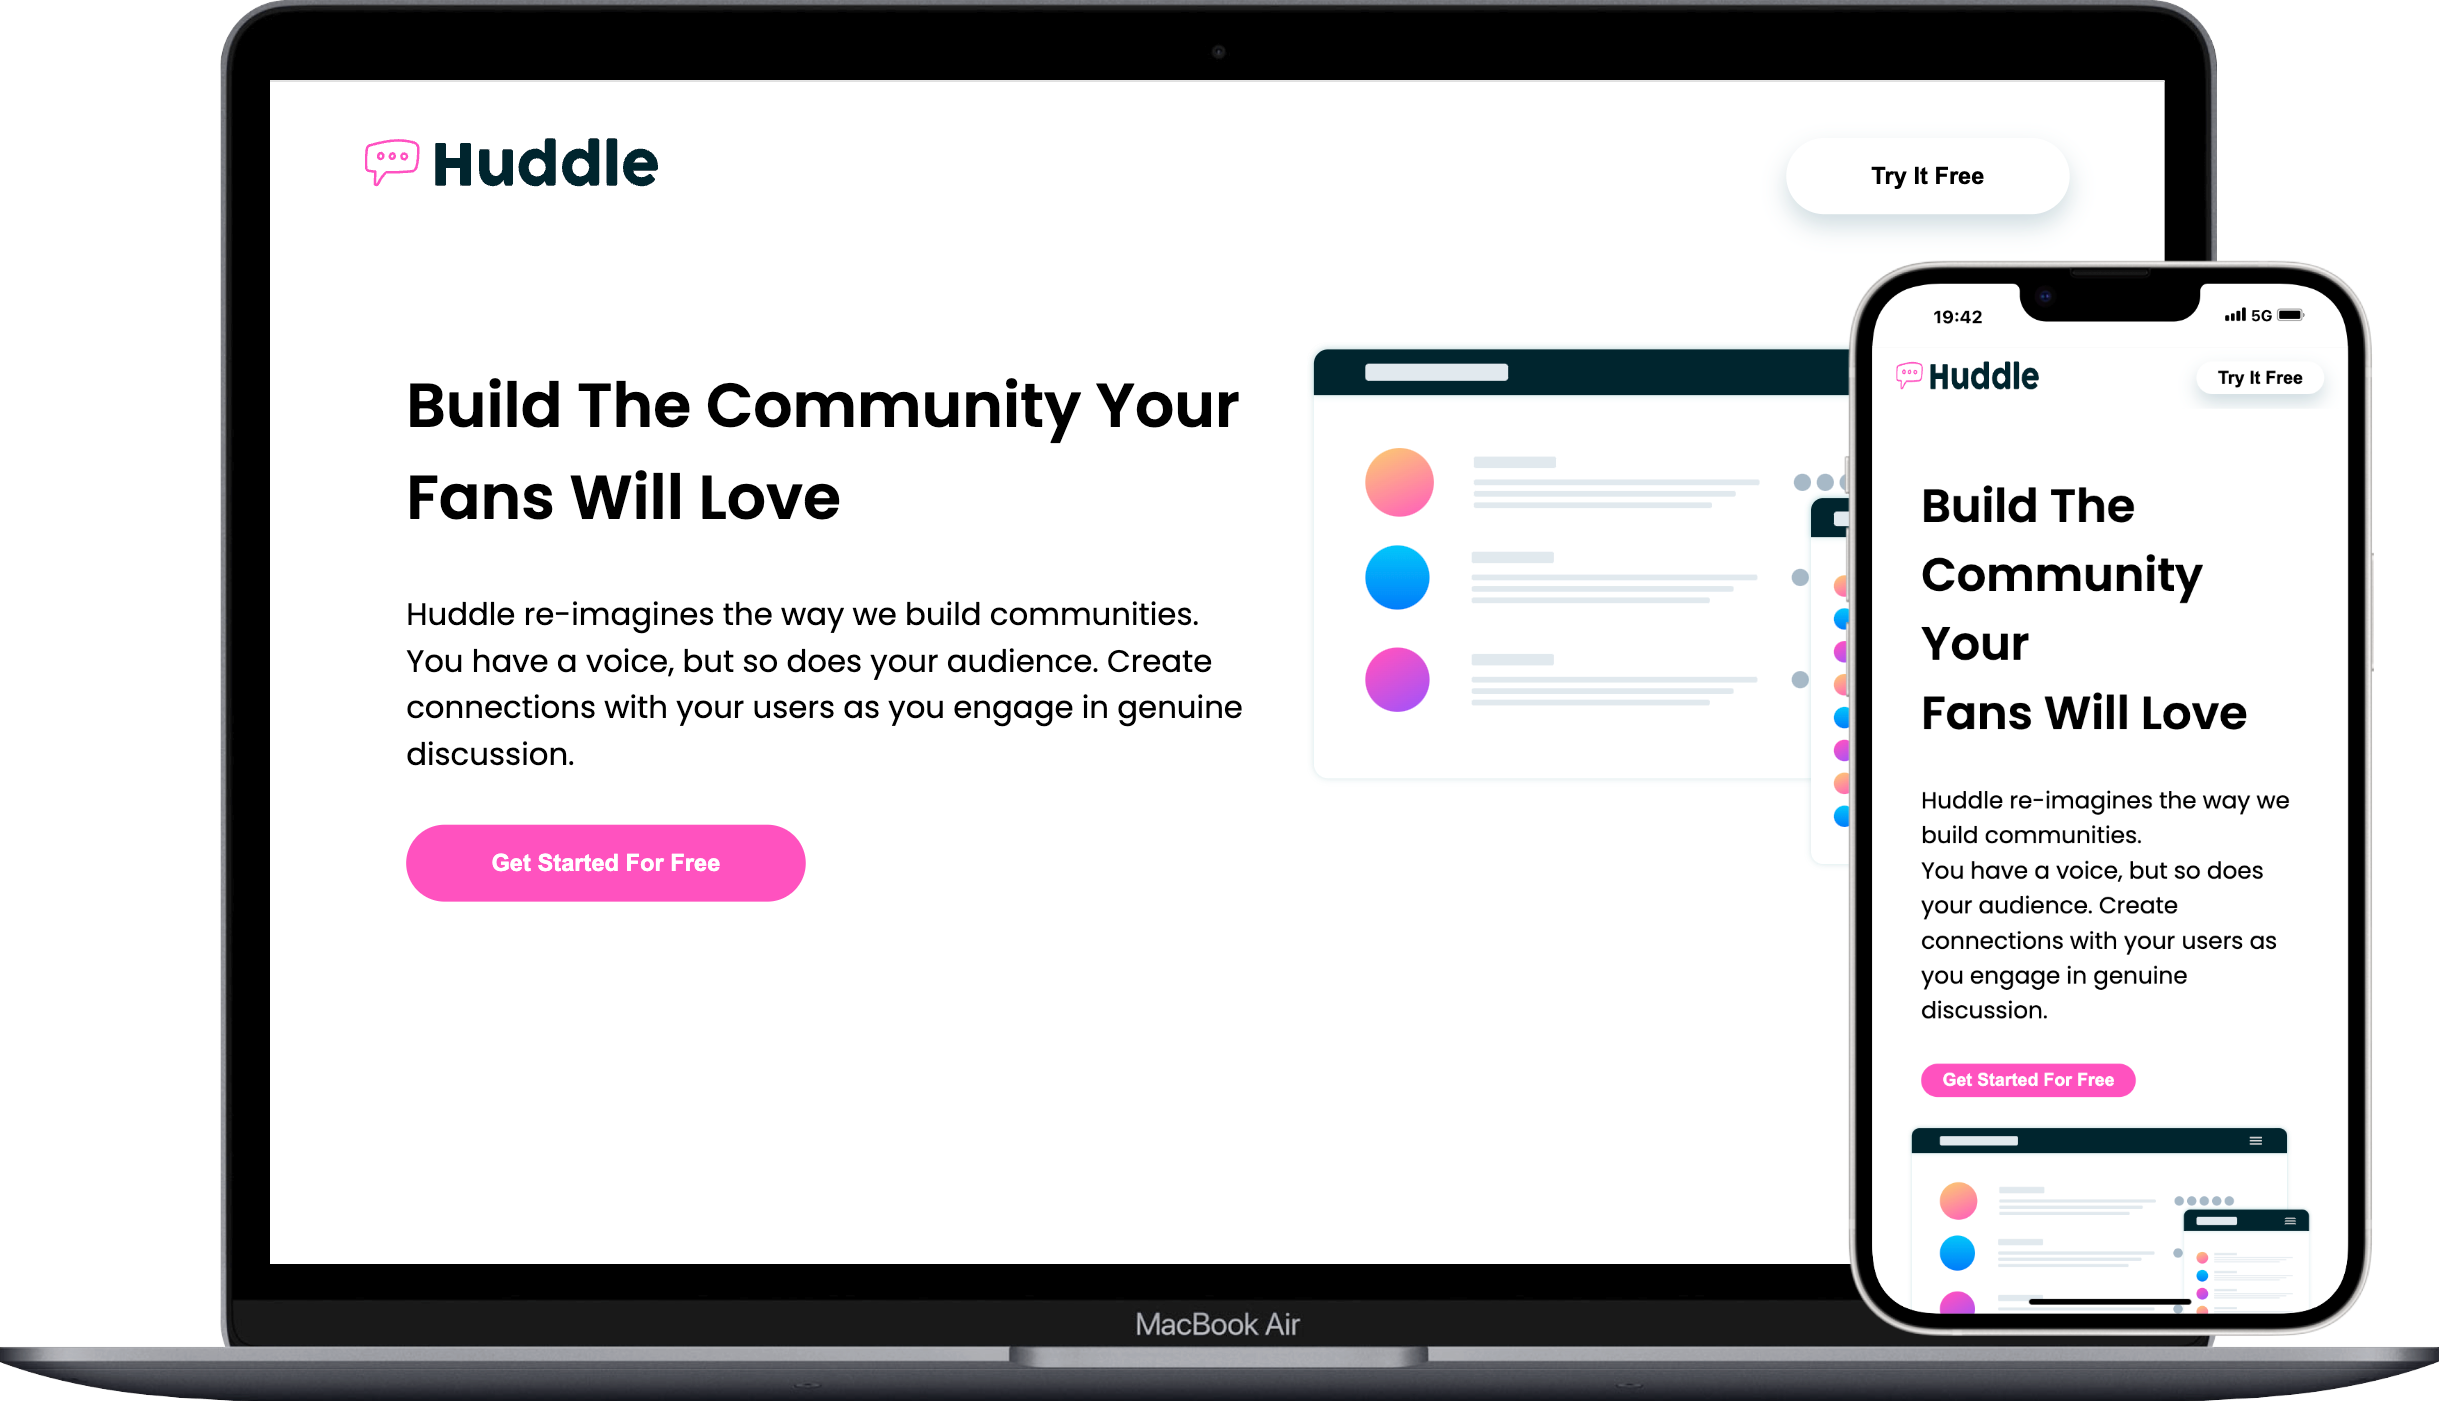 Huddle
Try It Free
Build The Community Your
Fans Will Love
Huddle re-imagines the way we build communities.
You have a voice, but so does your audience. Create
connections with your users as you engage in genuine
discussion.
Get Started For Free
MacBook Air
19:42
5G
Huddle
Try It Free
Build The
Community
Your
Fans Will Love
Huddle re-imagines the way we
build communities.
You have a voice, but so does
your audience. Create
connections with your users as
you engage in genuine
discussion.
Get Started For Free